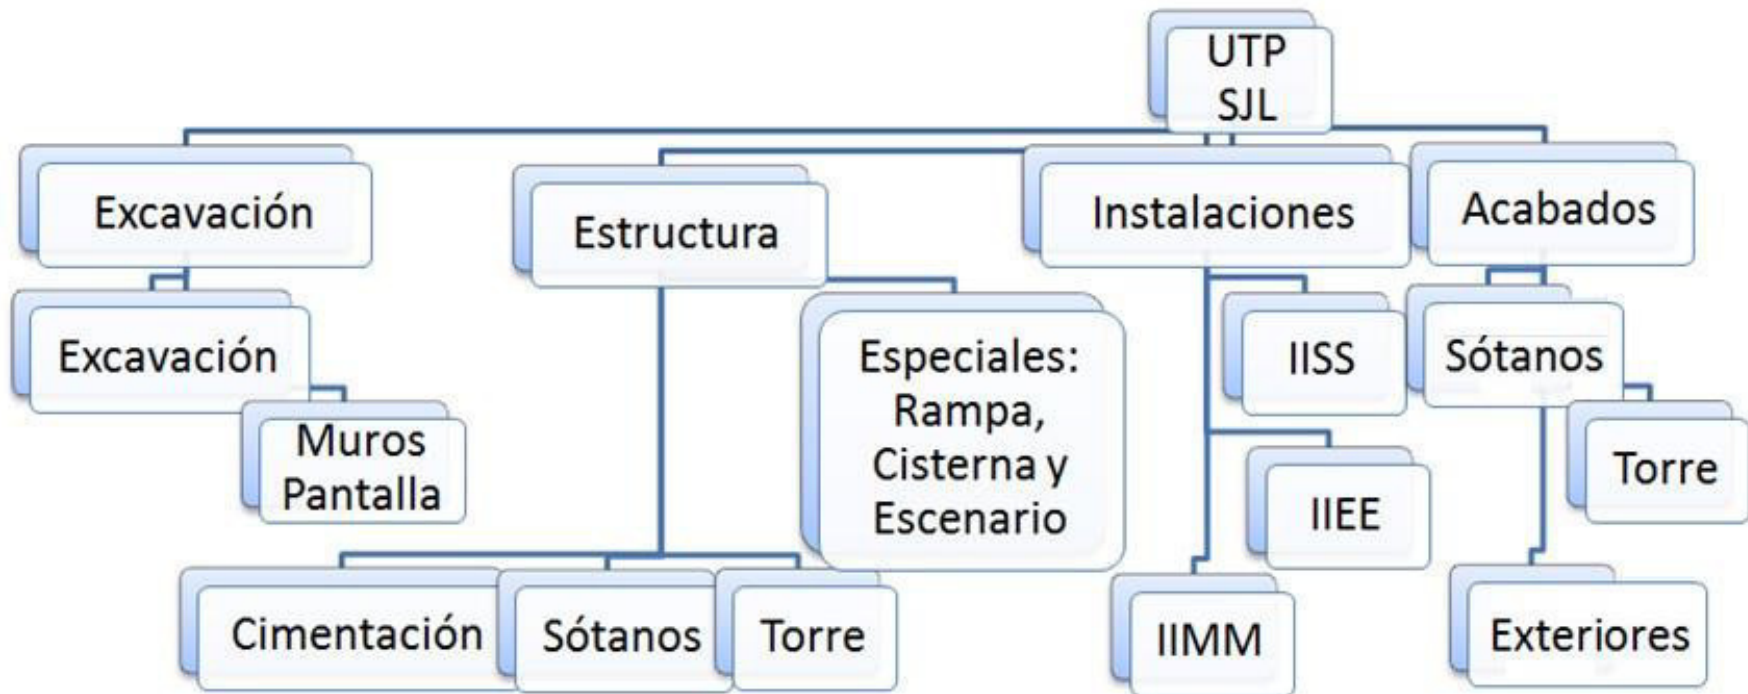 UTP
SJL
Excavación
Estructura
Instalaciones
Acabados
Excavación
Muros
Pantalla
Especiales:
Rampa,
Cisterna y
Escenario
Cimentación
Sótanos
Torre
IISS
IIEE
IIMM
Sótanos
Torre
Exteriores